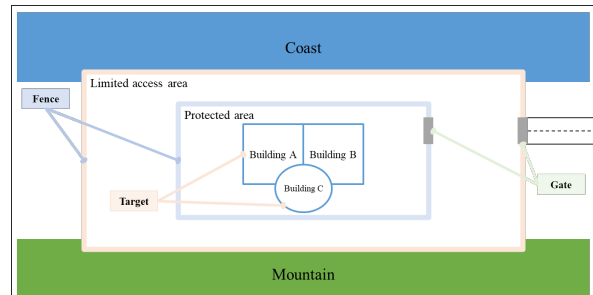 Coast
Limited access area
Fence
Protected area
Building A
Building B
Building C
Target
Gate
Mountain